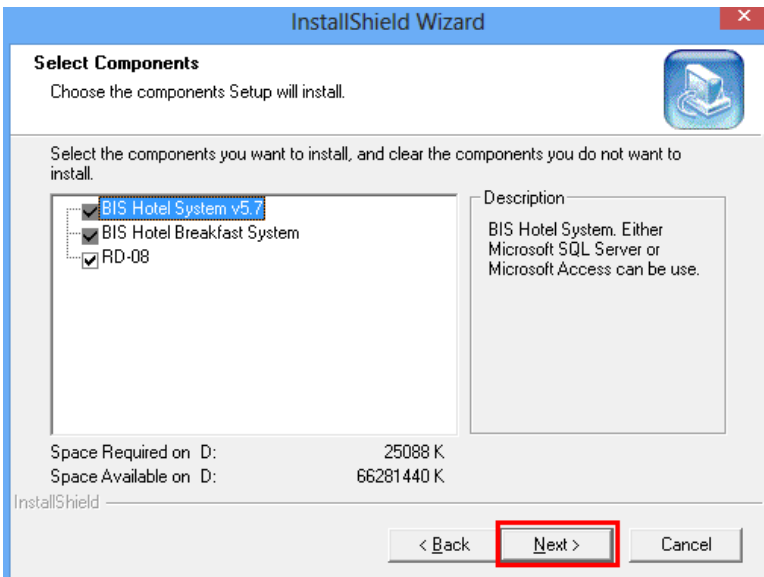 InstallShield Wizard
Select Components
Choose the components Setup will install.
Select the components you want to install, and clear the components you do not want to
install.
BIS Hotel System v5.7
BIS Hotel Breakfast System
RD-08
Description
BIS Hotel System. Either
Microsoft SQL Server or
Microsoft Access can be use.
Space Required on D: 25088 K
Space Available on D: 66281440 K
InstallShield
< Back Next > Cancel